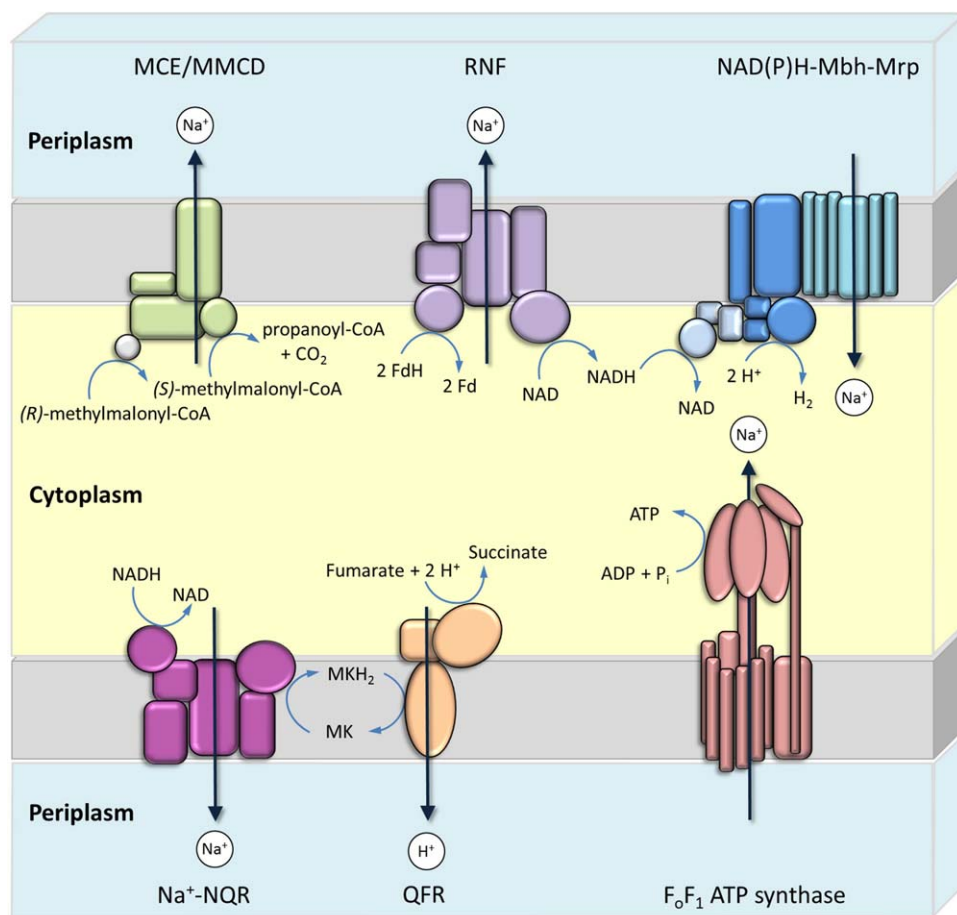 MCE/MMCD
RNF
NAD(P)H-Mbh-Mrp
Na⁺
Na⁺
Periplasm
propanoyl-CoA
+ CO₂
(S)-methylmalonyl-CoA
(R)-methylmalonyl-CoA
2 FdH
2 Fd
NAD
NADH
NAD
2 H⁺
H₂
Na⁺
Na⁺
Cytoplasm
ATP
ADP + Pᵢ
NADH
NAD
Fumarate + 2 H⁺
Succinate
MKH₂
MK
Periplasm
Na⁺
H⁺
Na⁺-NQR
QFR
FₒF₁ ATP synthase